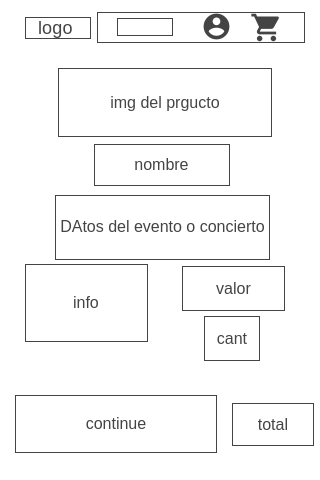 logo
img del prgucto
nombre
DAtos del evento o concierto
info
valor
cant
continue
total